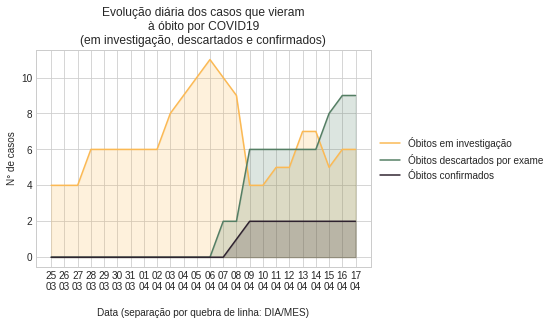 Evolução diária dos casos que vieram
à óbito por COVID19
(em investigação, descartados e confirmados)
10
8
6
4
2
0
N° de casos
Óbitos em investigação
Óbitos descartados por exame
Óbitos confirmados
25 26 27 28 29 30 31 01 02 03 04 05 06 07 08 09 10 11 12 13 14 15 16 17
03 03 03 03 03 03 03 04 04 04 04 04 04 04 04 04 04 04 04 04 04 04 04 04
Data (separação por quebra de linha: DIA/MES)